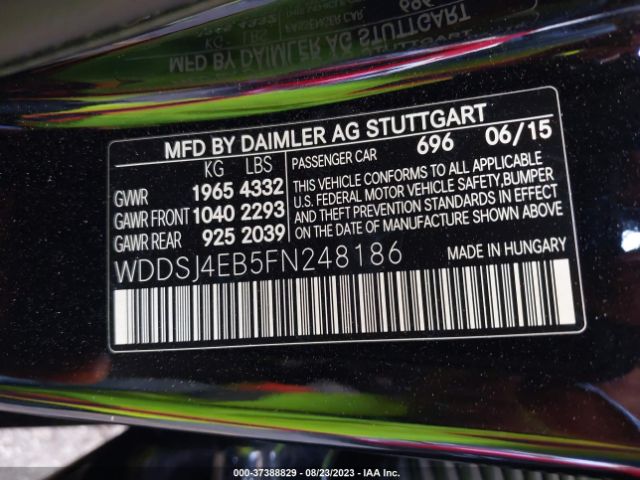 MFD BY DAIMLER AG STUTTGART
KG LBS
GVWR 1965 4332
GAWR FRONT 1040 2293
GAWR REAR 925 2039
PASSENGER CAR 696 06/15
THIS VEHICLE CONFORMS TO ALL APPLICABLE
U.S. FEDERAL MOTOR VEHICLE SAFETY, BUMPER
AND THEFT PREVENTION STANDARDS IN EFFECT
ON THE DATE OF MANUFACTURE SHOWN ABOVE
WDDSJ4EB5FN248186 MADE IN HUNGARY
000-37388829 - 08/23/2023 - IAA Inc.